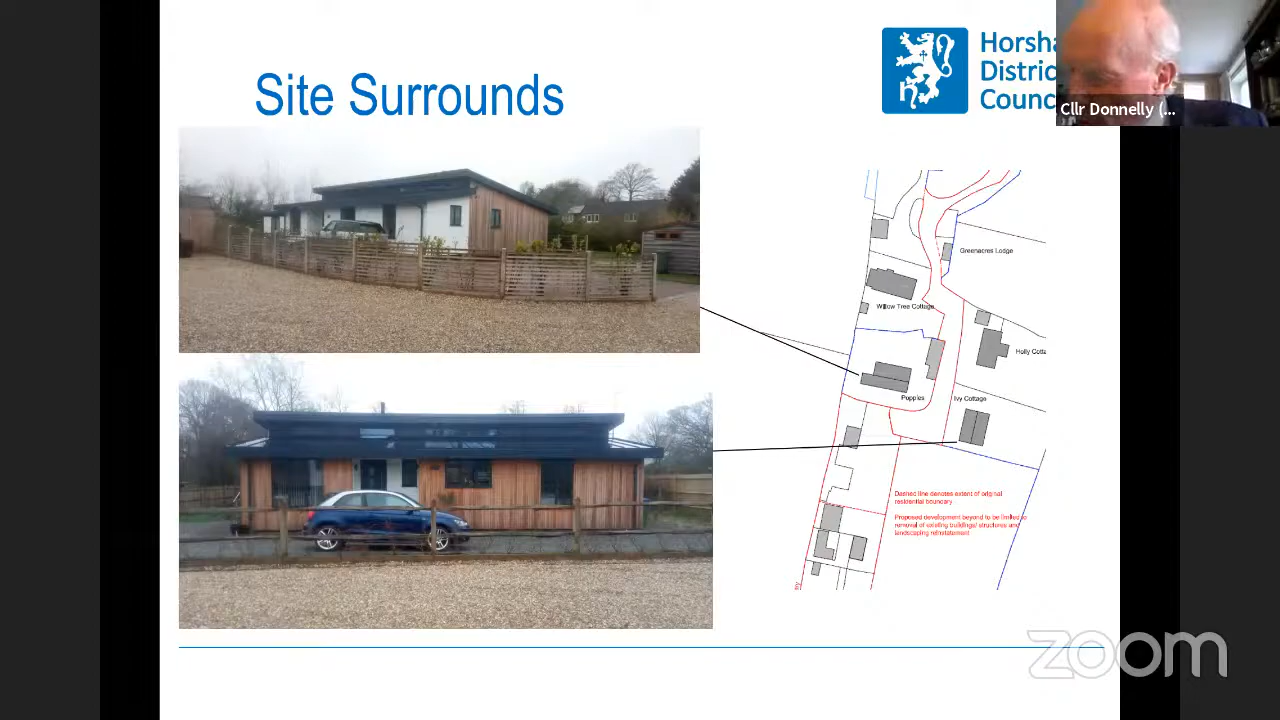 Site Surrounds
Horsha
Distric
Counc
Cllr Donnelly (...
Greenacres Lodge
Willow Tree Cottage
Holly Cotta
Popples
Ivy Cottage
Dashed line denotes extent of original
residential boundary
Proposed development beyond to be limited to
removal of existing buildings/ structures and
landscaping reinstatement
zoom